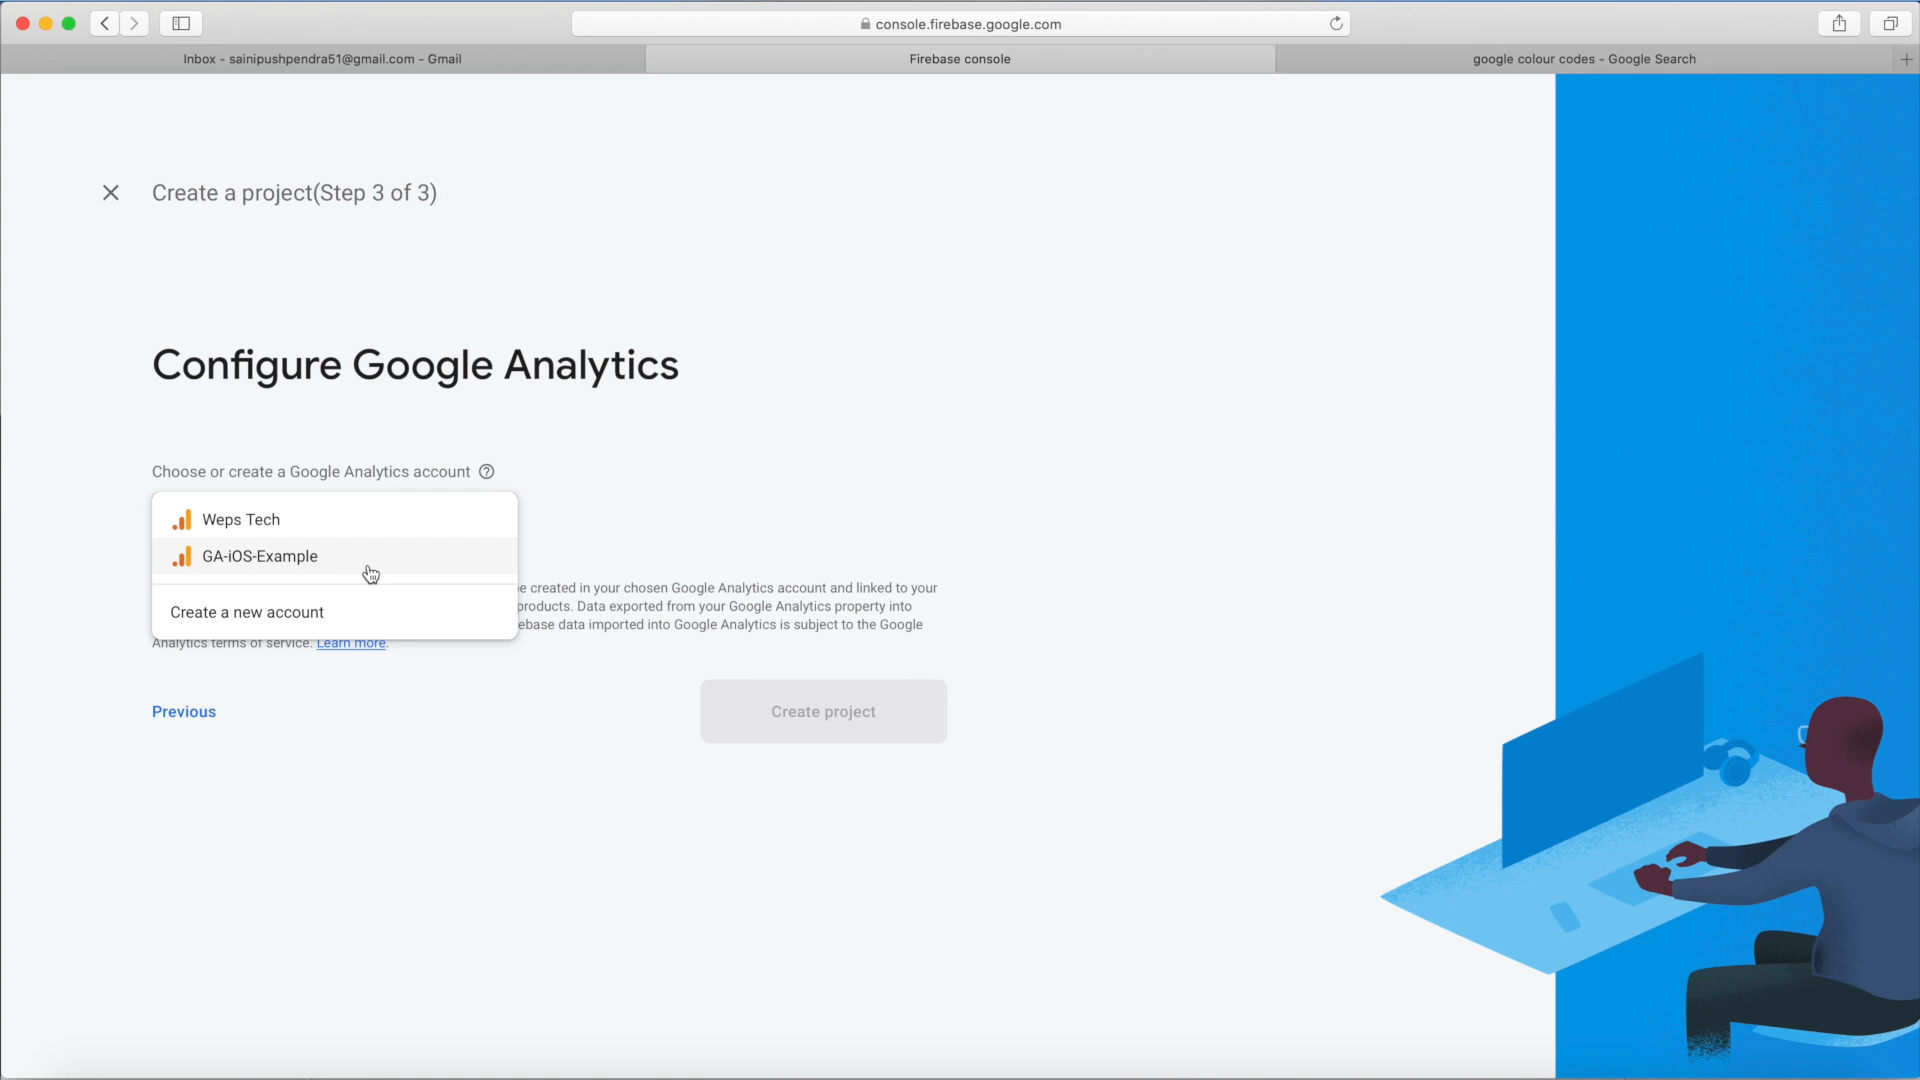 console.firebase.google.com
Inbox - sainipushpendra51@gmail.com - Gmail
Firebase console
google colour codes - Google Search
Create a project(Step 3 of 3)
Configure Google Analytics
Choose or create a Google Analytics account
Weps Tech
GA-iOS-Example
Create a new account
e created in your chosen Google Analytics account and linked to your
products. Data exported from your Google Analytics property into
ebase data imported into Google Analytics is subject to the Google
Analytics terms of service. Learn more.
Previous
Create project